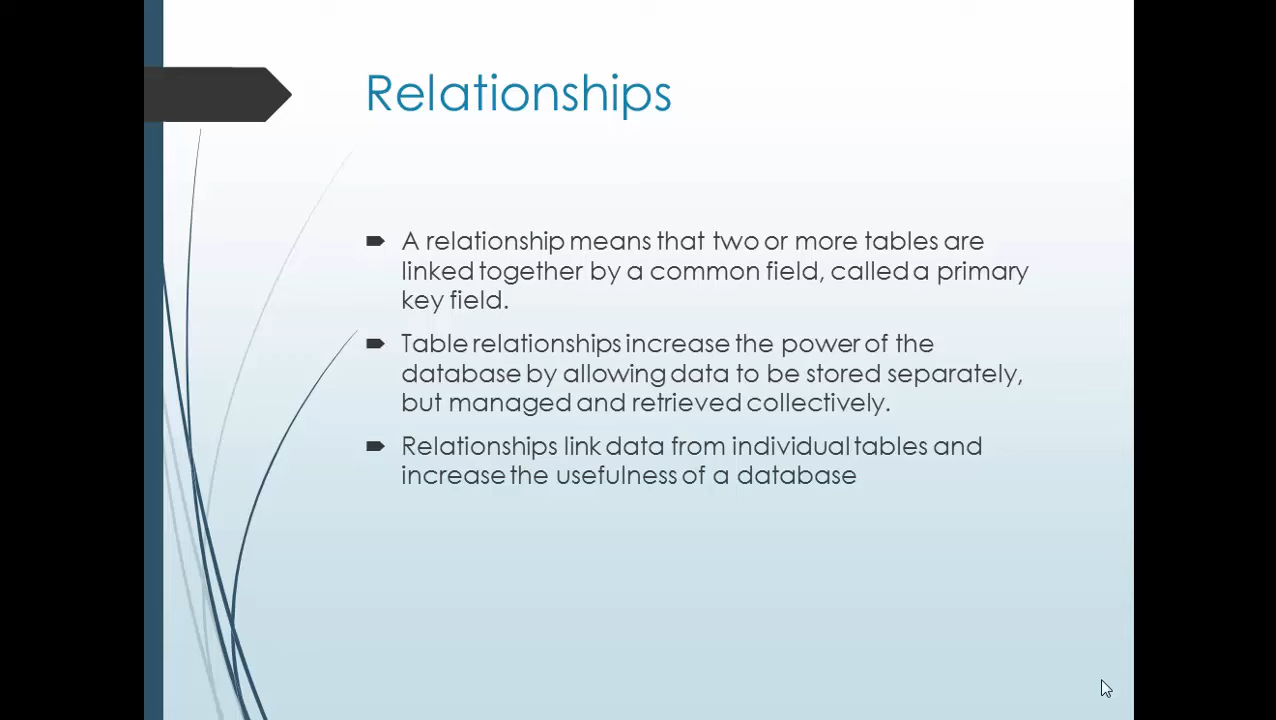 Relationships
A relationship means that two or more tables are
linked together by a common field, called a primary
key field.
Table relationships increase the power of the
database by allowing data to be stored separately,
but managed and retrieved collectively.
Relationships link data from individual tables and
increase the usefulness of a database